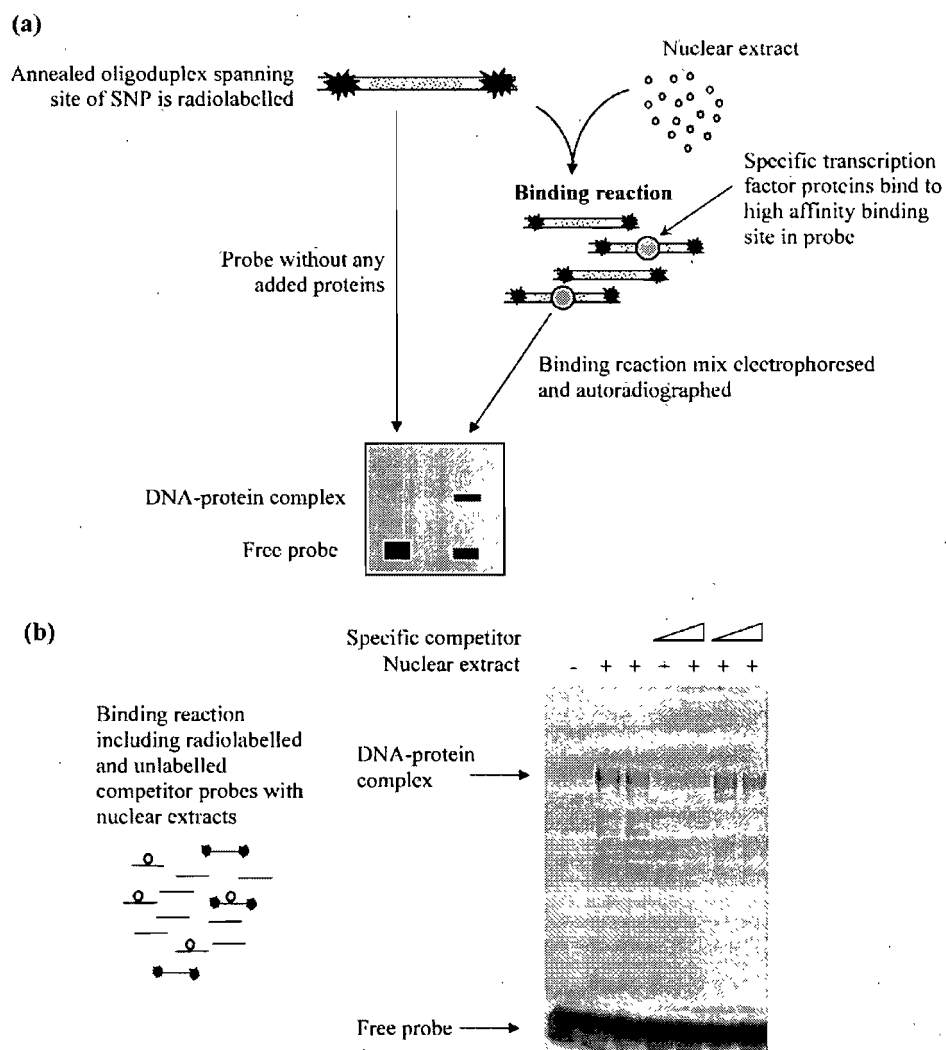 (a)
Annealed oligoduplex spanning
site of SNP is radiolabelled
Nuclear extract
Binding reaction
Specific transcription
factor proteins bind to
high affinity binding
site in probe
Probe without any
added proteins
Binding reaction mix electrophoresed
and autoradiographed
DNA-protein complex
Free probe
(b)
Specific competitor
Nuclear extract - + + + + + +
Binding reaction
including radiolabelled
and unlabelled
competitor probes with
nuclear extracts
DNA-protein
complex
Free probe